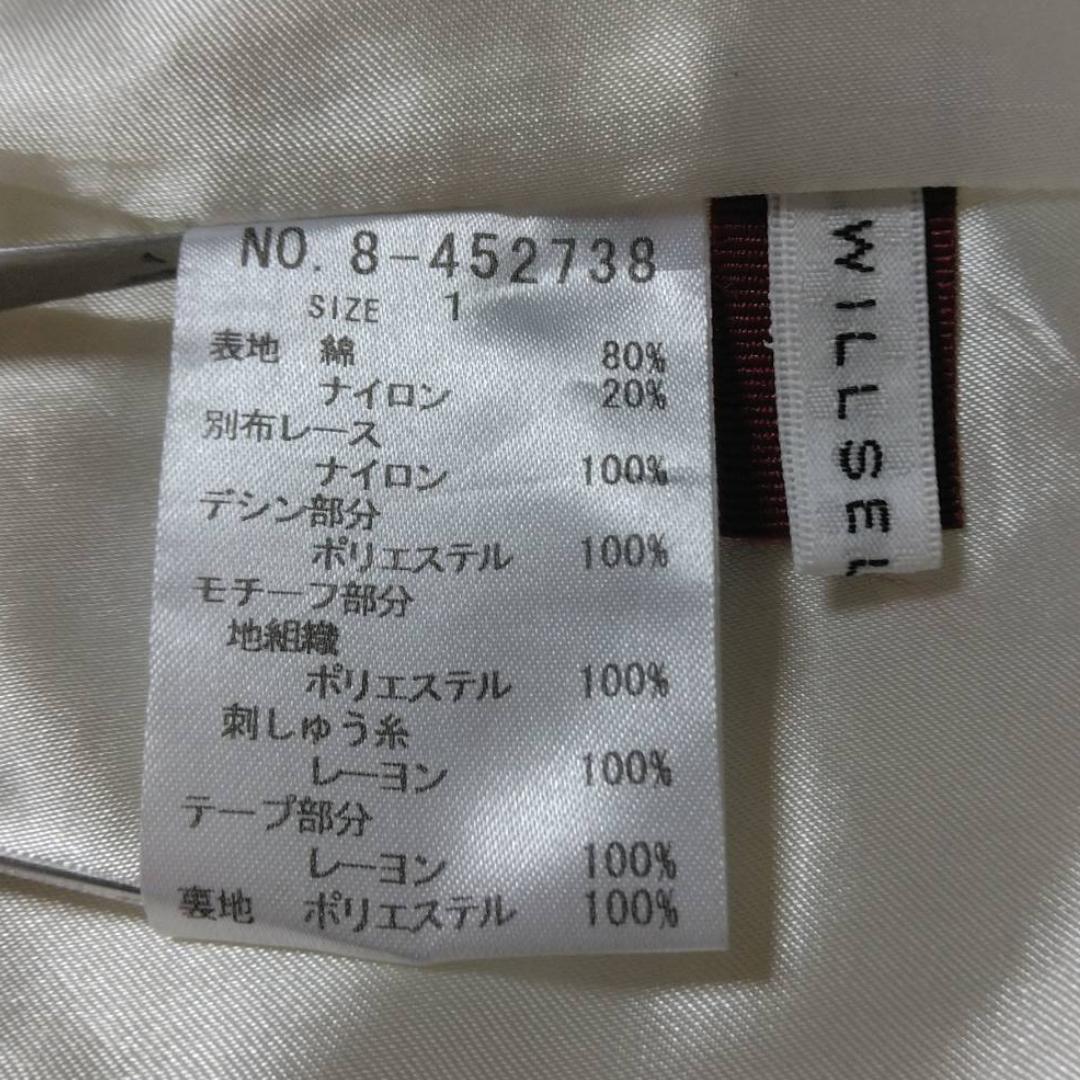 NO. 8-452738
SIZE 1
表地 綿 80%
ナイロン 20%
別布レース
ナイロン 100%
デシン部分
ポリエステル 100%
モチーフ部分
地組織
ポリエステル 100%
刺しゅう糸
レーヨン 100%
テープ部分
レーヨン 100%
裏地 ポリエステル 100%
WILLSEL